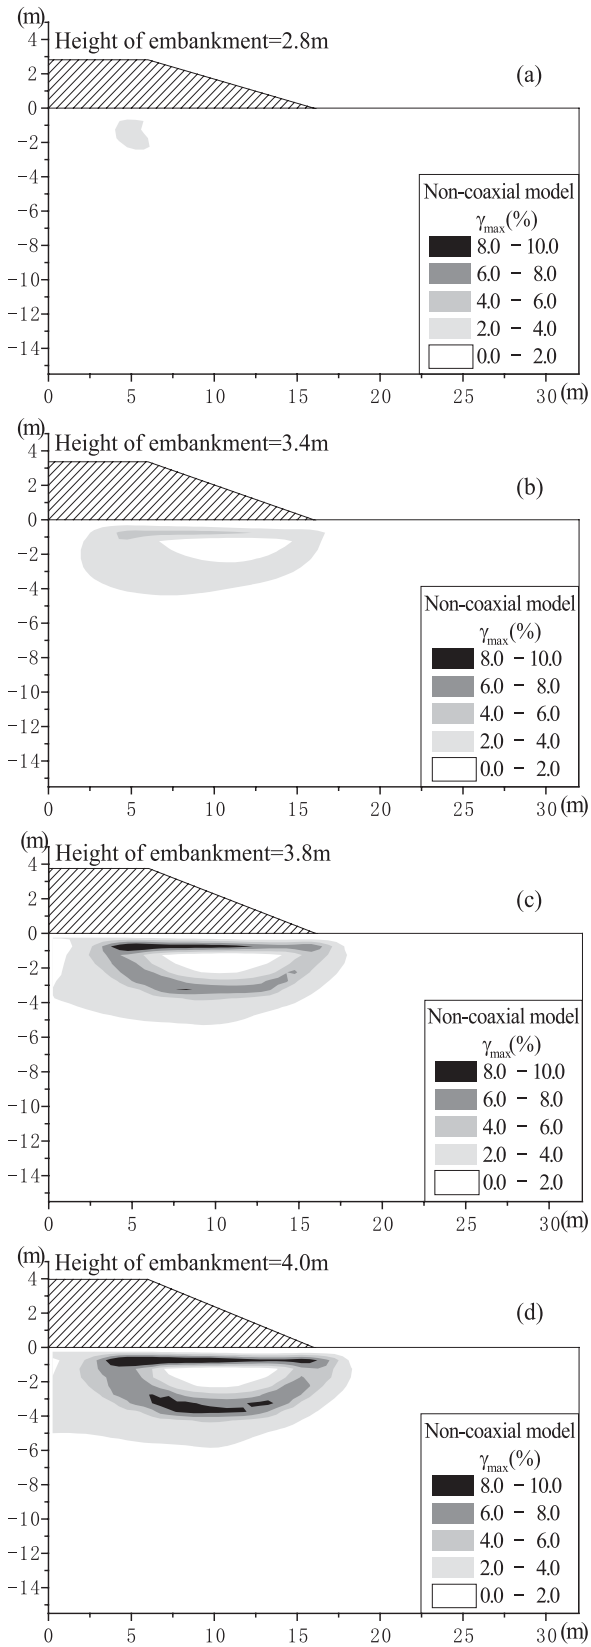 (m)
Height of embankment=2.8m
(a)
4
2
0
−2
−4
−6
−8
−10
−12
−14
Non-coaxial model
γmax(%)
8.0 − 10.0
6.0 − 8.0
4.0 − 6.0
2.0 − 4.0
0.0 − 2.0
0 5 10 15 20 25 30 (m)
(m)
Height of embankment=3.4m
(b)
4
2
0
−2
−4
−6
−8
−10
−12
−14
Non-coaxial model
γmax(%)
8.0 − 10.0
6.0 − 8.0
4.0 − 6.0
2.0 − 4.0
0.0 − 2.0
0 5 10 15 20 25 30 (m)
(m)
Height of embankment=3.8m
(c)
4
2
0
−2
−4
−6
−8
−10
−12
−14
Non-coaxial model
γmax(%)
8.0 − 10.0
6.0 − 8.0
4.0 − 6.0
2.0 − 4.0
0.0 − 2.0
0 5 10 15 20 25 30 (m)
(m)
Height of embankment=4.0m
(d)
4
2
0
−2
−4
−6
−8
−10
−12
−14
Non-coaxial model
γmax(%)
8.0 − 10.0
6.0 − 8.0
4.0 − 6.0
2.0 − 4.0
0.0 − 2.0
0 5 10 15 20 25 30 (m)